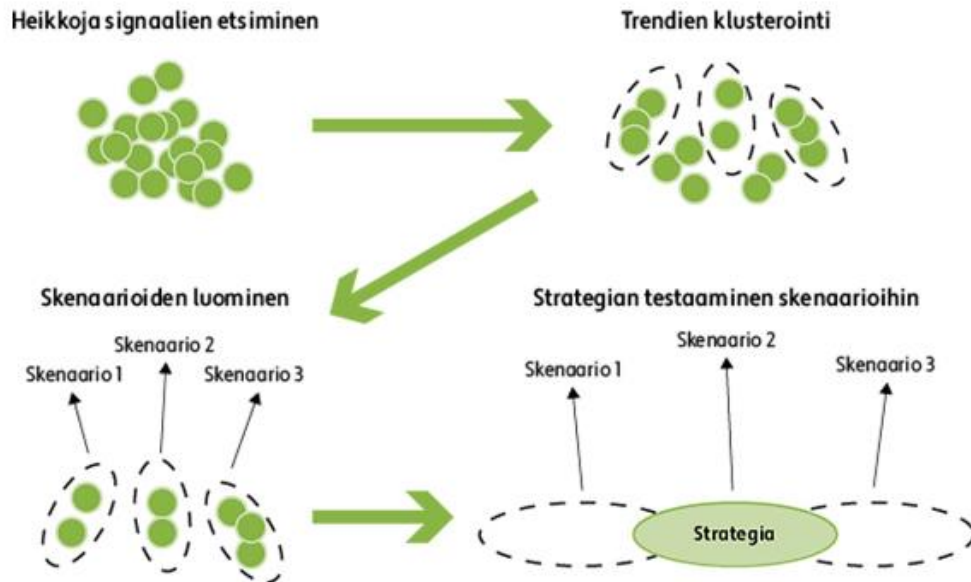 Heikkoja signaalien etsiminen
Trendien klusterointi
Skenaarioiden luominen
Skenaario 1
Skenaario 2
Skenaario 3
Strategian testaaminen skenaarioihin
Skenaario 1
Skenaario 2
Skenaario 3
Strategia